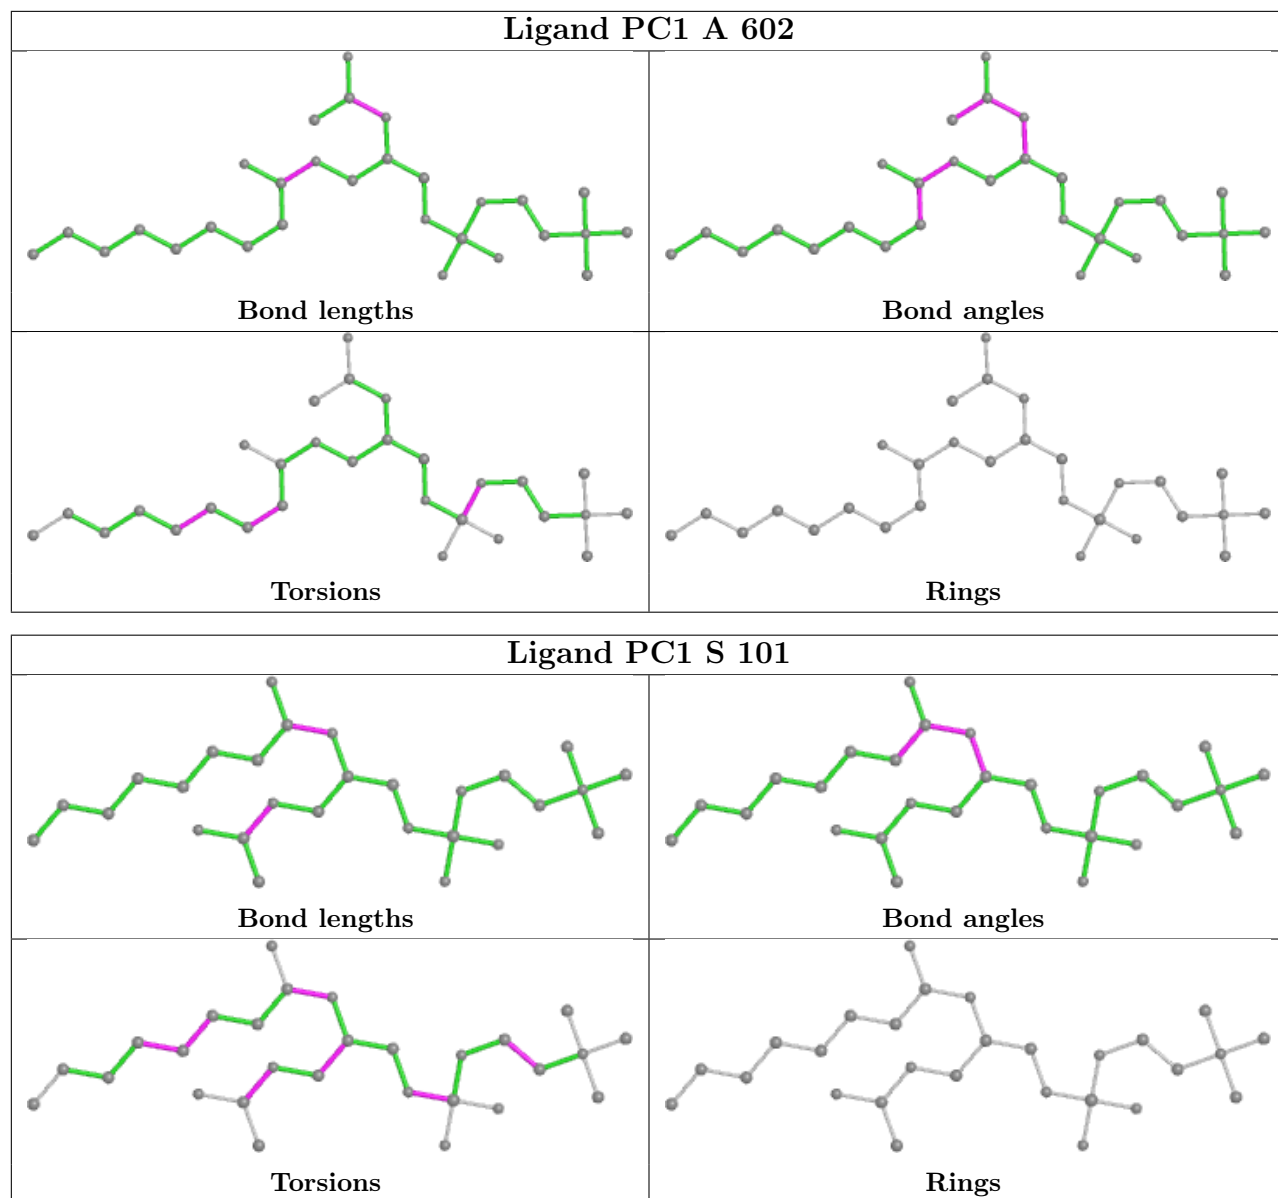 Ligand PC1 A 602
Bond lengths
Bond angles
Torsions
Rings
Ligand PC1 S 101
Bond lengths
Bond angles
Torsions
Rings